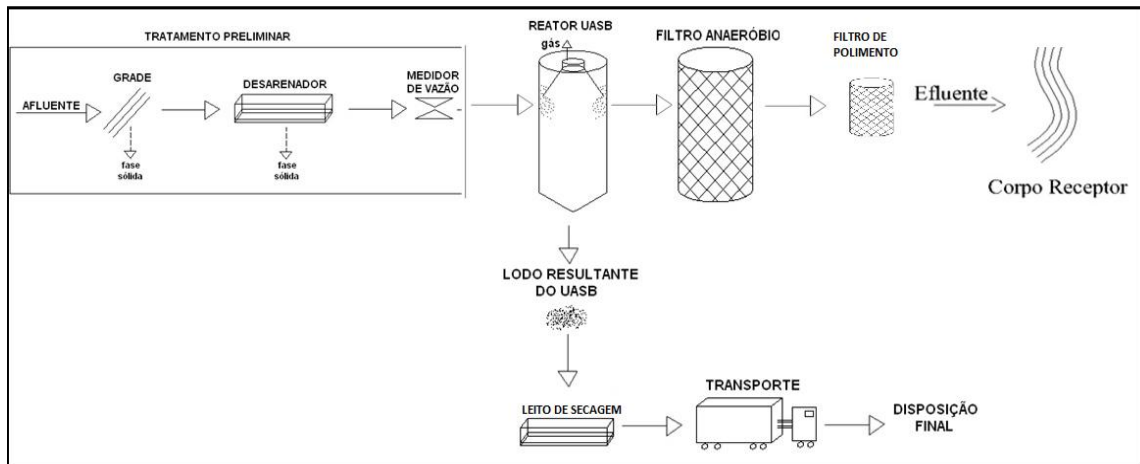 TRATAMENTO PRELIMINAR
GRADE
DESARENADOR
MEDIDOR
DE VAZÃO
AFLUENTE
fase
sólida
fase
sólida
REATOR UASB
gás
FILTRO ANAERÓBIO
FILTRO DE
POLIMENTO
Efluente
Corpo Receptor
LODO RESULTANTE
DO UASB
LEITO DE SECAGEM
TRANSPORTE
DISPOSIÇÃO
FINAL